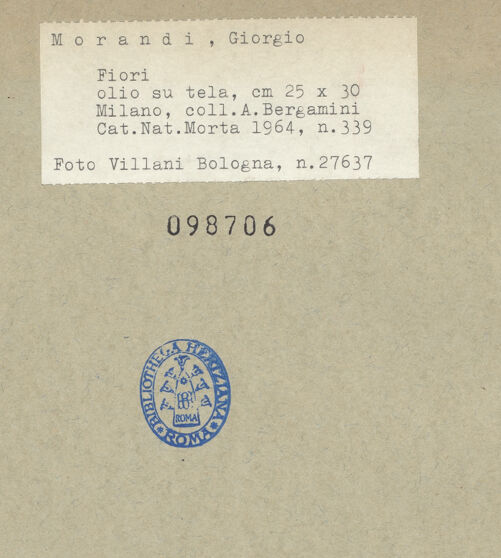 Morandi, Giorgio
Fiori
olio su tela, cm 25 x 30
Milano, coll.A.Bergamini
Cat.Nat.Morta 1964, n.339
Foto Villani Bologna, n.27637
098706
BIBLIOTHECA HERTZIANA
ROMA
* ROMA *